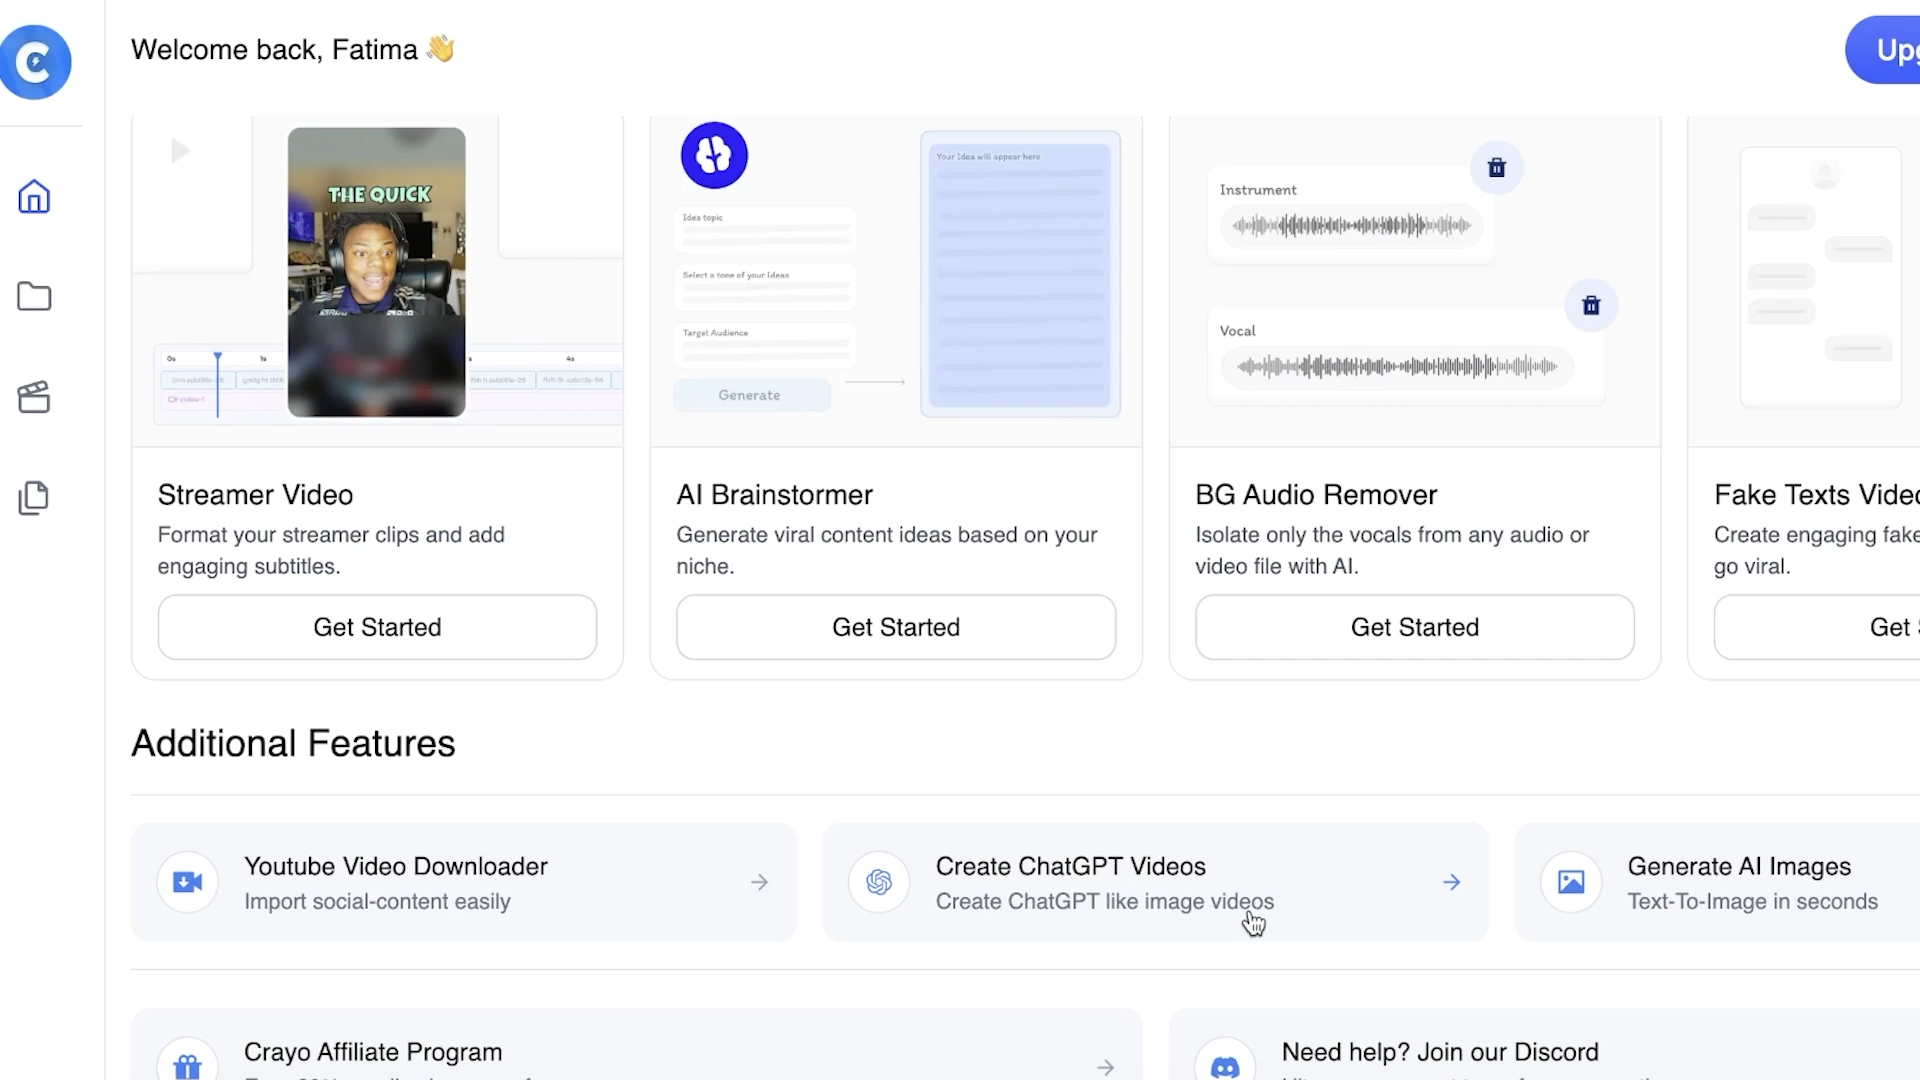 Welcome back, Fatima 👋
Upg
THE QUICK
0s
1s
4s
Idea topic
Select a tone of your Ideas
Target Audience
Generate
Your Idea will appear here
Instrument
Vocal
Streamer Video
Format your streamer clips and add
engaging subtitles.
Get Started
AI Brainstormer
Generate viral content ideas based on your
niche.
Get Started
BG Audio Remover
Isolate only the vocals from any audio or
video file with AI.
Get Started
Fake Texts Video
Create engaging fake
go viral.
Get
Additional Features
Youtube Video Downloader
Import social-content easily
Create ChatGPT Videos
Create ChatGPT like image videos
Generate AI Images
Text-To-Image in seconds
Crayo Affiliate Program
Need help? Join our Discord